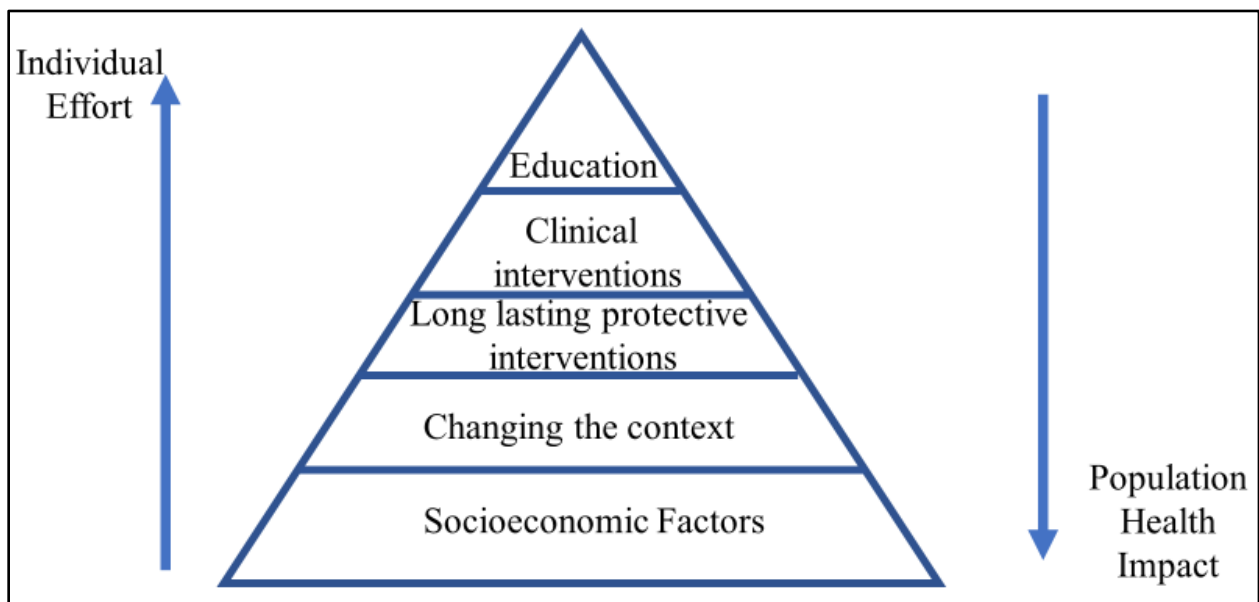 Individual
Effort
Education
Clinical
interventions
Long lasting protective
interventions
Changing the context
Socioeconomic Factors
Population
Health
Impact